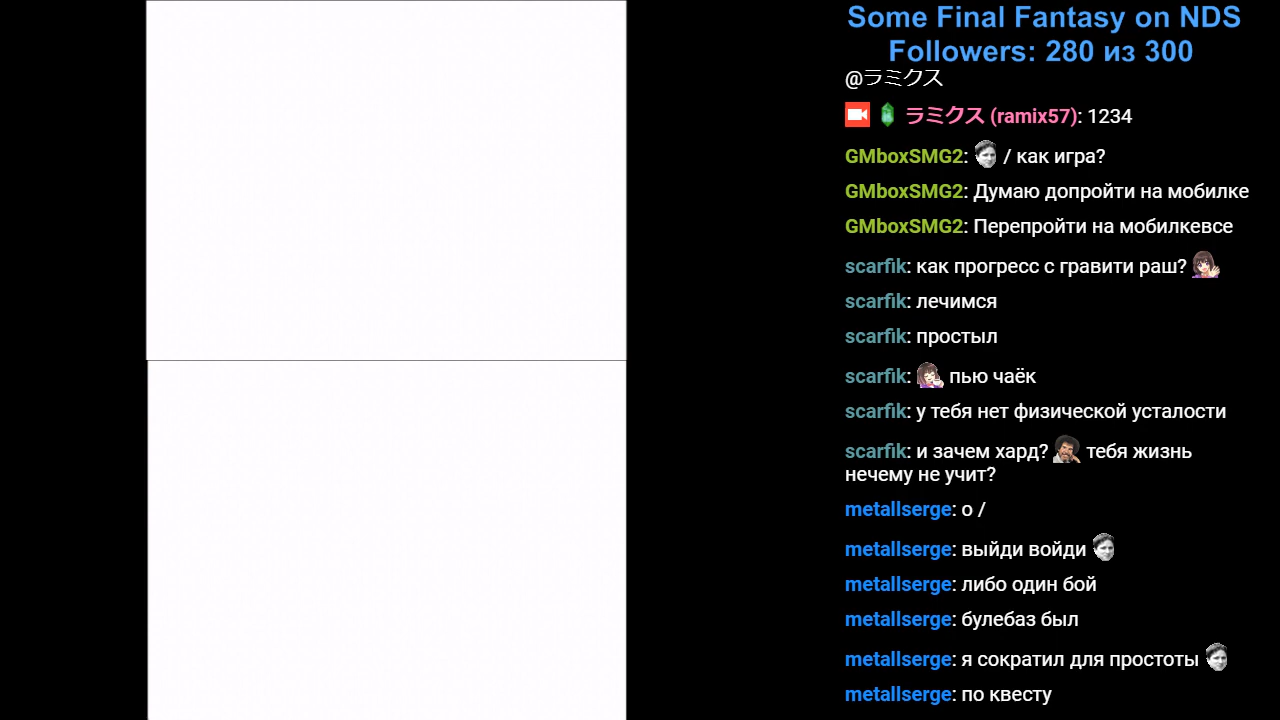 Some Final Fantasy on NDS
Followers: 280 из 300
@ラミクス
ラミクス (ramix57): 1234
GMboxSMG2: / как игра?
GMboxSMG2: Думаю допройти на мобилке
GMboxSMG2: Перепройти на мобилкевсе
scarfik: как прогресс с гравити раш?
scarfik: лечимся
scarfik: простыл
scarfik: пью чаёк
scarfik: у тебя нет физической усталости
scarfik: и зачем хард? тебя жизнь
нечему не учит?
metallserge: о /
metallserge: выйди войди
metallserge: либо один бой
metallserge: булебаз был
metallserge: я сократил для простоты
metallserge: по квесту